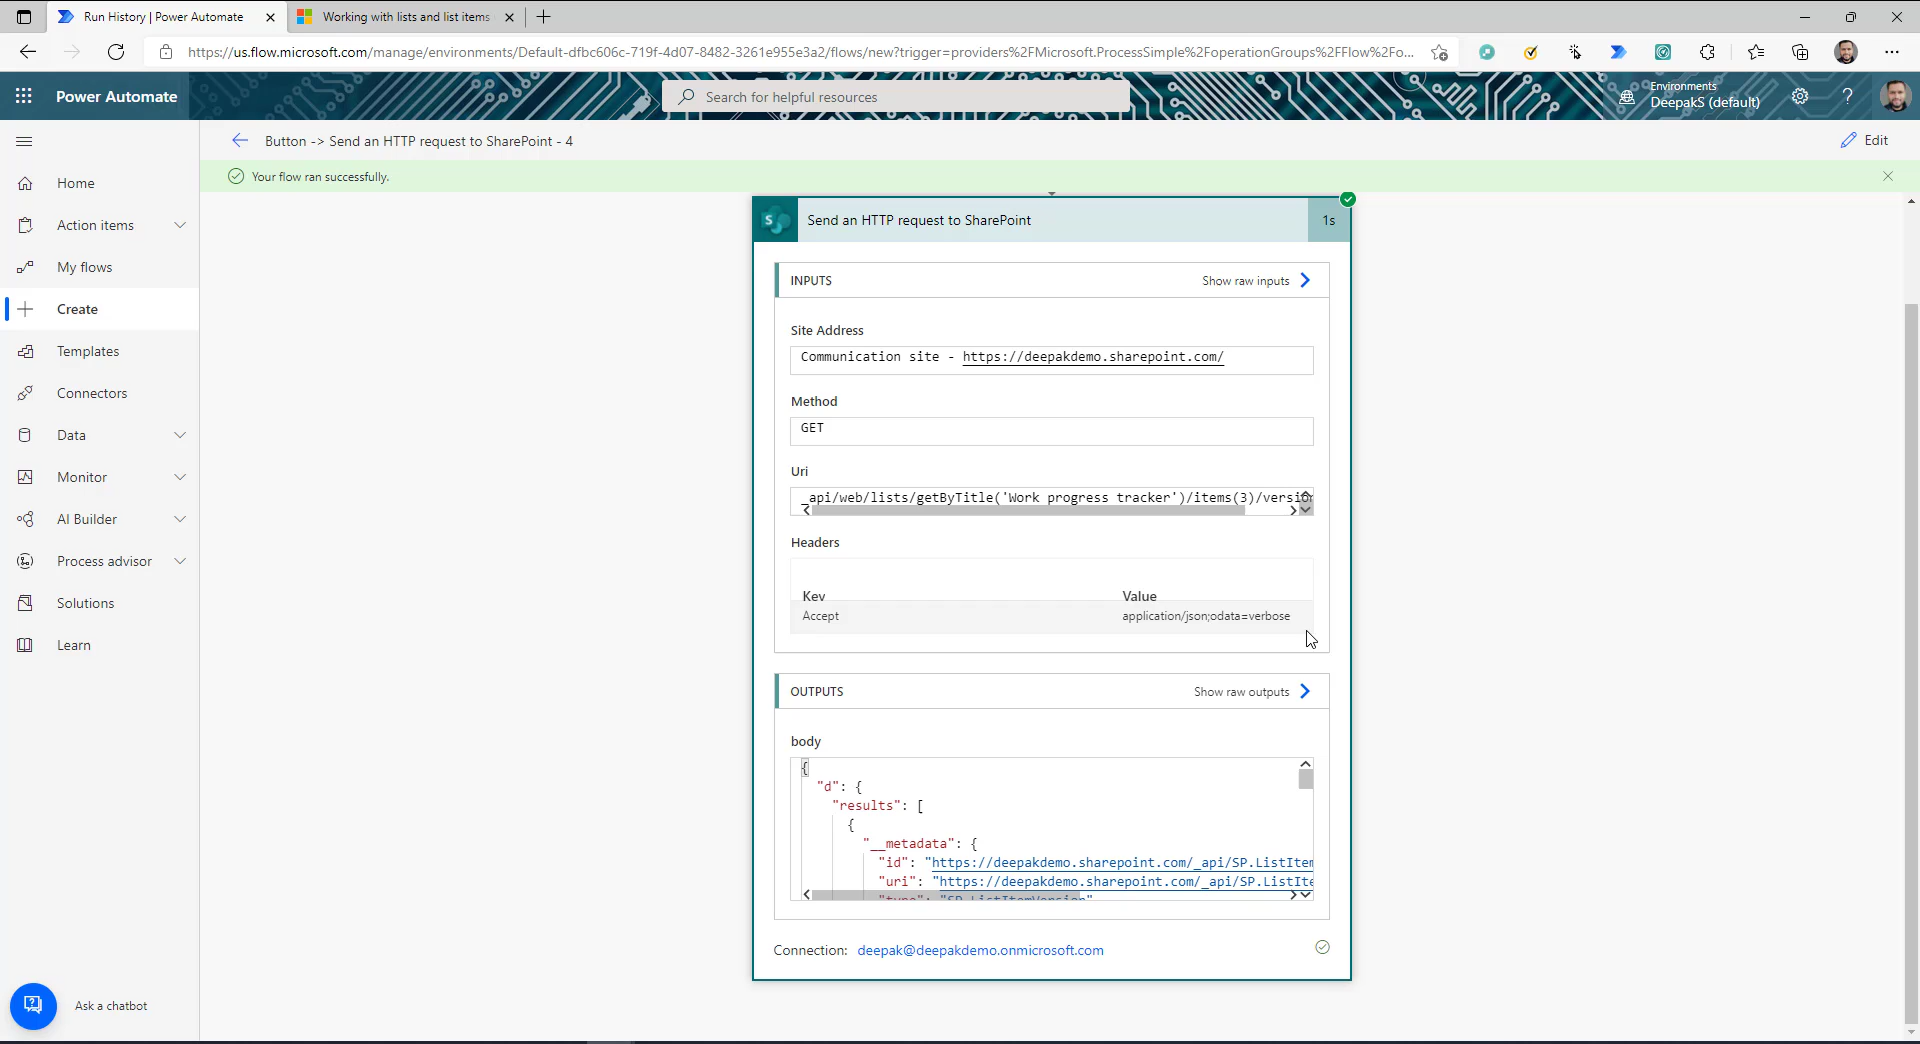 Run History | Power Automate
Working with lists and list items
https://us.flow.microsoft.com/manage/environments/Default-dfbc606c-719f-4d07-8482-3261e955e3a2/flows/new?trigger=providers%2FMicrosoft.ProcessSimple%2FoperationGroups%2FFlow%2Fo...
Power Automate
Search for helpful resources
Environments
DeepakS (default)
?
Button -> Send an HTTP request to SharePoint - 4
Edit
Your flow ran successfully.
Home
Action items
My flows
Create
Templates
Connectors
Data
Monitor
AI Builder
Process advisor
Solutions
Learn
Ask a chatbot
Send an HTTP request to SharePoint
1s
INPUTS
Show raw inputs
Site Address
Communication site - https://deepakdemo.sharepoint.com/
Method
GET
Uri
_api/web/lists/getByTitle('Work progress tracker')/items(3)/version
Headers
Key Value
Accept application/json;odata=verbose
OUTPUTS
Show raw outputs
body
{
"d": {
"results": [
{
"__metadata": {
"id": "https://deepakdemo.sharepoint.com/_api/SP.ListItem
"uri": "https://deepakdemo.sharepoint.com/_api/SP.ListIte
"type": "SP.ListItemVersion"
Connection: deepak@deepakdemo.onmicrosoft.com